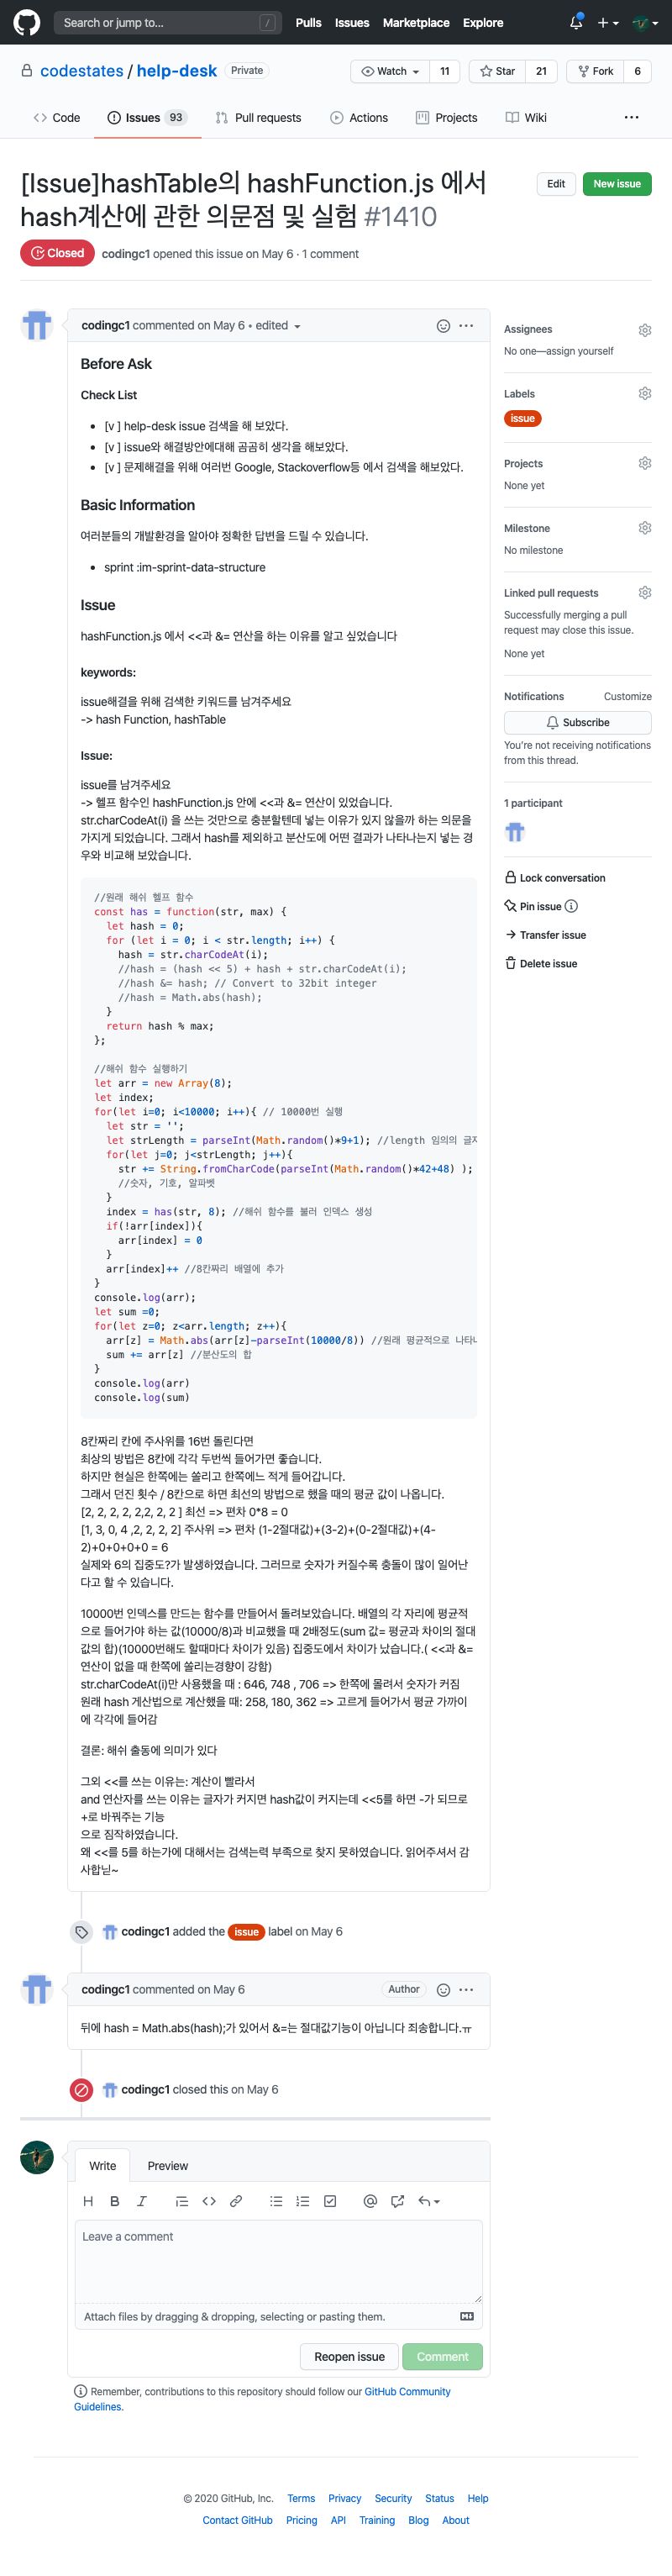 Search or jump to... /
Pulls Issues Marketplace Explore
codestates / help-desk Private
Watch 11 Star 21 Fork 6
Code Issues 93 Pull requests Actions Projects Wiki ...
[Issue]hashTable의 hashFunction.js 에서
hash계산에 관한 의문점 및 실험 #1410
Edit New issue
Closed codingc1 opened this issue on May 6 · 1 comment
codingc1 commented on May 6 • edited
Before Ask
Check List
• [v ] help-desk issue 검색을 해 보았다.
• [v ] issue와 해결방안에대해 곰곰히 생각을 해보았다.
• [v ] 문제해결을 위해 여러번 Google, Stackoverflow등 에서 검색을 해보았다.
Basic Information
여러분들의 개발환경을 알아야 정확한 답변을 드릴 수 있습니다.
• sprint :im-sprint-data-structure
Issue
hashFunction.js 에서 <<과 &= 연산을 하는 이유를 알고 싶었습니다
keywords:
issue해결을 위해 검색한 키워드를 남겨주세요
-> hash Function, hashTable
Issue:
issue를 남겨주세요
-> 헬프 함수인 hashFunction.js 안에 <<과 &= 연산이 있었습니다.
str.charCodeAt(i) 을 쓰는 것만으로 충분할텐데 넣는 이유가 있지 않을까 하는 의문을
가지게 되었습니다. 그래서 hash를 제외하고 분산도에 어떤 결과가 나타나는지 넣는 경
우와 비교해 보았습니다.
//원래 해쉬 헬프 함수
const has = function(str, max) {
let hash = 0;
for (let i = 0; i < str.length; i++) {
hash = str.charCodeAt(i);
//hash = (hash << 5) + hash + str.charCodeAt(i);
//hash &= hash; // Convert to 32bit integer
//hash = Math.abs(hash);
}
return hash % max;
};
//해쉬 함수 실행하기
let arr = new Array(8);
let index;
for(let i=0; i<10000; i++){ // 10000번 실행
let str = '';
let strLength = parseInt(Math.random()*9+1); //length 임의의 글자
for(let j=0; j<strLength; j++){
str += String.fromCharCode(parseInt(Math.random()*42+48) );
//숫자, 기호, 알파벳
}
index = has(str, 8); //해쉬 함수를 불러 인덱스 생성
if(!arr[index]){
arr[index] = 0
}
arr[index]++ //8칸짜리 배열에 추가
}
console.log(arr);
let sum =0;
for(let z=0; z<arr.length; z++){
arr[z] = Math.abs(arr[z]-parseInt(10000/8)) //원래 평균적으로
sum += arr[z] //분산도의 합
}
console.log(arr)
console.log(sum)
8칸짜리 칸에 주사위를 16번 돌린다면
최상의 방법은 8칸에 각각 두번씩 들어가면 좋습니다.
하지만 현실은 한쪽에는 쏠리고 한쪽에느 적게 들어갑니다.
그래서 던진 횟수 / 8칸으로 하면 최선의 방법으로 했을 때의 평균 값이 나옵니다.
[2, 2, 2, 2, 2,2, 2, 2 ] 최선 => 편차 0*8 = 0
[1, 3, 0, 4 ,2, 2, 2, 2] 주사위 => 편차 (1-2절대값)+(3-2)+(0-2절대값)+(4-
2)+0+0+0+0 = 6
실제와 6의 집중도?가 발생하였습니다. 그러므로 숫자가 커질수록 충돌이 많이 일어난
다고 할 수 있습니다.
10000번 인덱스를 만드는 함수를 만들어서 돌려보았습니다. 배열의 각 자리에 평균적
으로 들어가야 하는 값(10000/8)과 비교했을 때 2배정도(sum 값= 평균과 차이의 절대
값의 합)(10000번해도 할때마다 차이가 있음) 집중도에서 차이가 났습니다.( <<과 &=
연산이 없을 때 한쪽에 쏠리는경향이 강함)
str.charCodeAt(i)만 사용했을 때 : 646, 748 , 706 => 한쪽에 몰려서 숫자가 커짐
원래 hash 게산법으로 계산했을 때: 258, 180, 362 => 고르게 들어가서 평균 가까이
에 각각에 들어감
결론: 해쉬 출동에 의미가 있다
그외 <<를 쓰는 이유는: 계산이 빨라서
and 연산자를 쓰는 이유는 글자가 커지면 hash값이 커지는데 <<5를 하면 -가 되므로
+로 바꿔주는 기능
으로 짐작하였습니다.
왜 <<를 5를 하는가에 대해서는 검색능력 부족으로 찾지 못하였습니다. 읽어주셔서 감
사합닏~
codingc1 added the issue label on May 6
codingc1 commented on May 6 Author
뒤에 hash = Math.abs(hash);가 있어서 &=는 절대값기능이 아닙니다 죄송합니다.ㅠ
codingc1 closed this on May 6
Write Preview
Leave a comment
Attach files by dragging & dropping, selecting or pasting them.
Reopen issue Comment
Remember, contributions to this repository should follow our GitHub Community
Guidelines.
Assignees
No one—assign yourself
Labels
issue
Projects
None yet
Milestone
No milestone
Linked pull requests
Successfully merging a pull
request may close this issue.
None yet
Notifications Customize
Subscribe
You're not receiving notifications
from this thread.
1 participant
Lock conversation
Pin issue
Transfer issue
Delete issue
© 2020 GitHub, Inc. Terms Privacy Security Status Help
Contact GitHub Pricing API Training Blog About